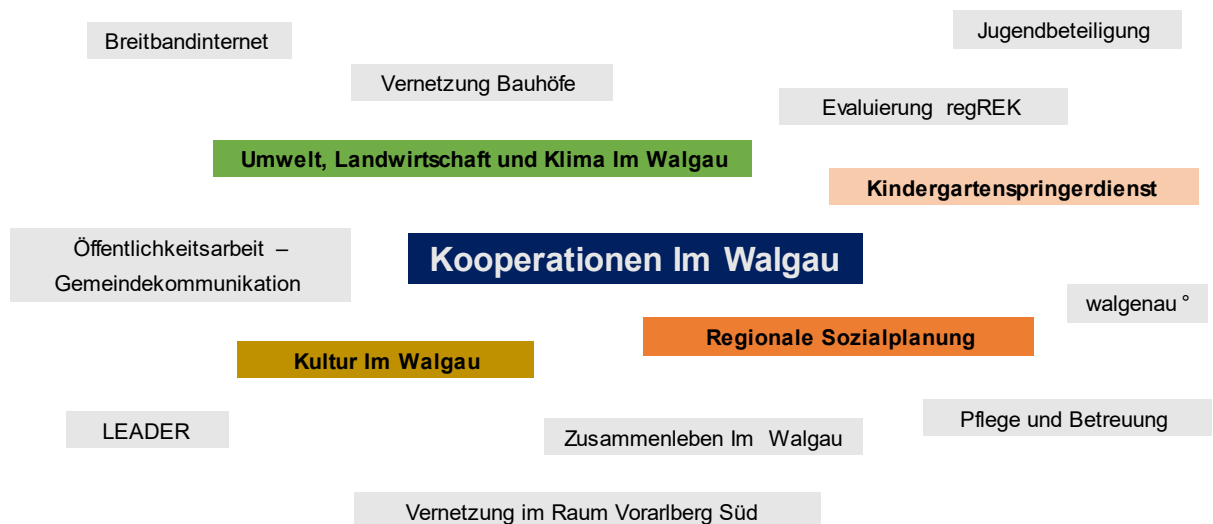 Jugendbeteiligung
Breitbandinternet
Vernetzung Bauhöfe
Evaluierung regREK
Umwelt, Landwirtschaft und Klima Im Walgau
Kindergartenspringerdienst
Öffentlichkeitsarbeit –
Gemeindekommunikation
Kooperationen Im Walgau
walgenau °
Regionale Sozialplanung
Kultur Im Walgau
Pflege und Betreuung
LEADER
Zusammenleben Im Walgau
Vernetzung im Raum Vorarlberg Süd